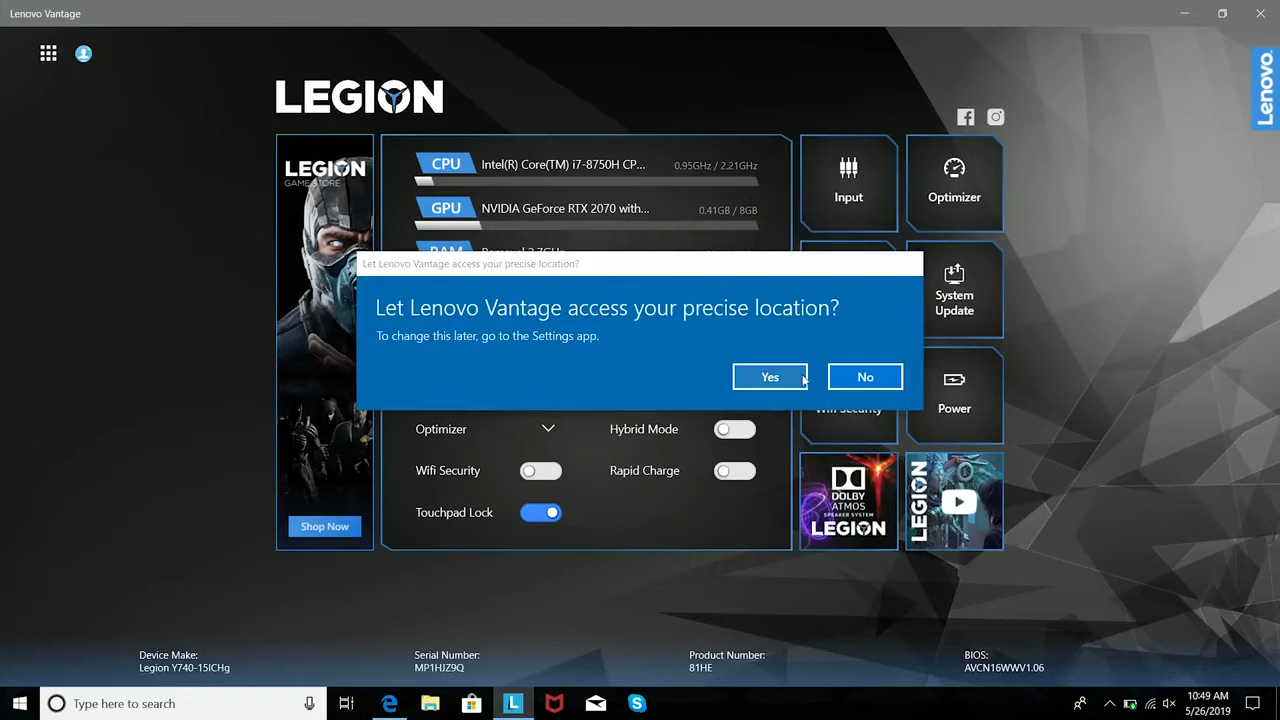 Lenovo Vantage
LEGION
Lenovo
LEGION
GAME STORE
CPU
Intel(R) Core(TM) i7-8750H CP...
0.95GHz / 2.21GHz
GPU
NVIDIA GeForce RTX 2070 with...
0.41GB / 8GB
Input
Optimizer
System
Update
Let Lenovo Vantage access your precise location?
Let Lenovo Vantage access your precise location?
To change this later, go to the Settings app.
Yes
No
Wifi Security
Power
Optimizer
Hybrid Mode
Wifi Security
Rapid Charge
Touchpad Lock
Shop Now
DOLBY
ATMOS
SPEAKER SYSTEM
LEGION
LEGION
Device Make:
Legion Y740-15ICHg
Serial Number:
MP1HJZ9Q
Product Number:
81HE
BIOS:
AVCN16WWV1.06
Type here to search
10:49 AM
5/26/2019